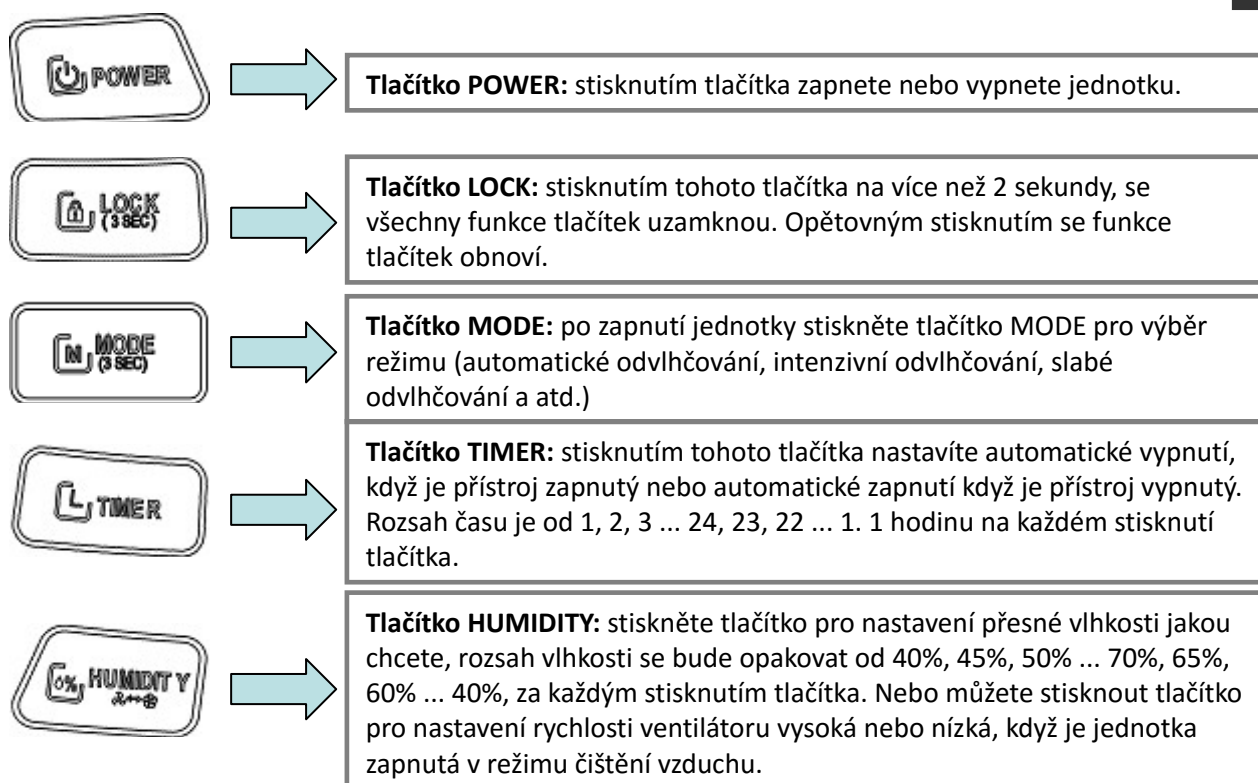 POWER
Tlačítko POWER: stisknutím tlačítka zapnete nebo vypnete jednotku.
LOCK
(3 SEC)
Tlačítko LOCK: stisknutím tohoto tlačítka na více než 2 sekundy, se
všechny funkce tlačítek uzamknou. Opětovným stisknutím se funkce
tlačítek obnoví.
M MODE
(3 SEC)
Tlačítko MODE: po zapnutí jednotky stiskněte tlačítko MODE pro výběr
režimu (automatické odvlhčování, intenzivní odvlhčování, slabé
odvlhčování a atd.)
TIMER
Tlačítko TIMER: stisknutím tohoto tlačítka nastavíte automatické vypnutí,
když je přístroj zapnutý nebo automatické zapnutí když je přístroj vypnutý.
Rozsah času je od 1, 2, 3 ... 24, 23, 22 ... 1. 1 hodinu na každém stisknutí
tlačítka.
% HUMIDITY
Tlačítko HUMIDITY: stiskněte tlačítko pro nastavení přesné vlhkosti jakou
chcete, rozsah vlhkosti se bude opakovat od 40%, 45%, 50% ... 70%, 65%,
60% ... 40%, za každým stisknutím tlačítka. Nebo můžete stisknout tlačítko
pro nastavení rychlosti ventilátoru vysoká nebo nízká, když je jednotka
zapnutá v režimu čištění vzduchu.